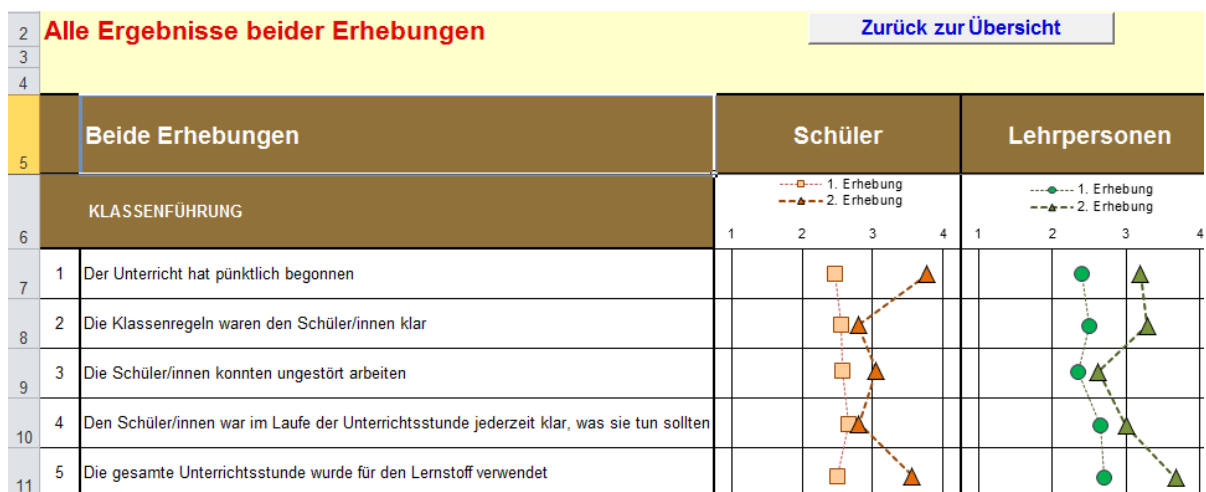 2
Alle Ergebnisse beider Erhebungen
Zurück zur Übersicht
3
4
5
Beide Erhebungen
Schüler
Lehrpersonen
6
KLASSENFÜHRUNG
1. Erhebung
2. Erhebung
1 2 3 4
1. Erhebung
2. Erhebung
1 2 3 4
7
1 Der Unterricht hat pünktlich begonnen
8
2 Die Klassenregeln waren den Schüler/innen klar
9
3 Die Schüler/innen konnten ungestört arbeiten
10
4 Den Schüler/innen war im Laufe der Unterrichtsstunde jederzeit klar, was sie tun sollten
11
5 Die gesamte Unterrichtsstunde wurde für den Lernstoff verwendet